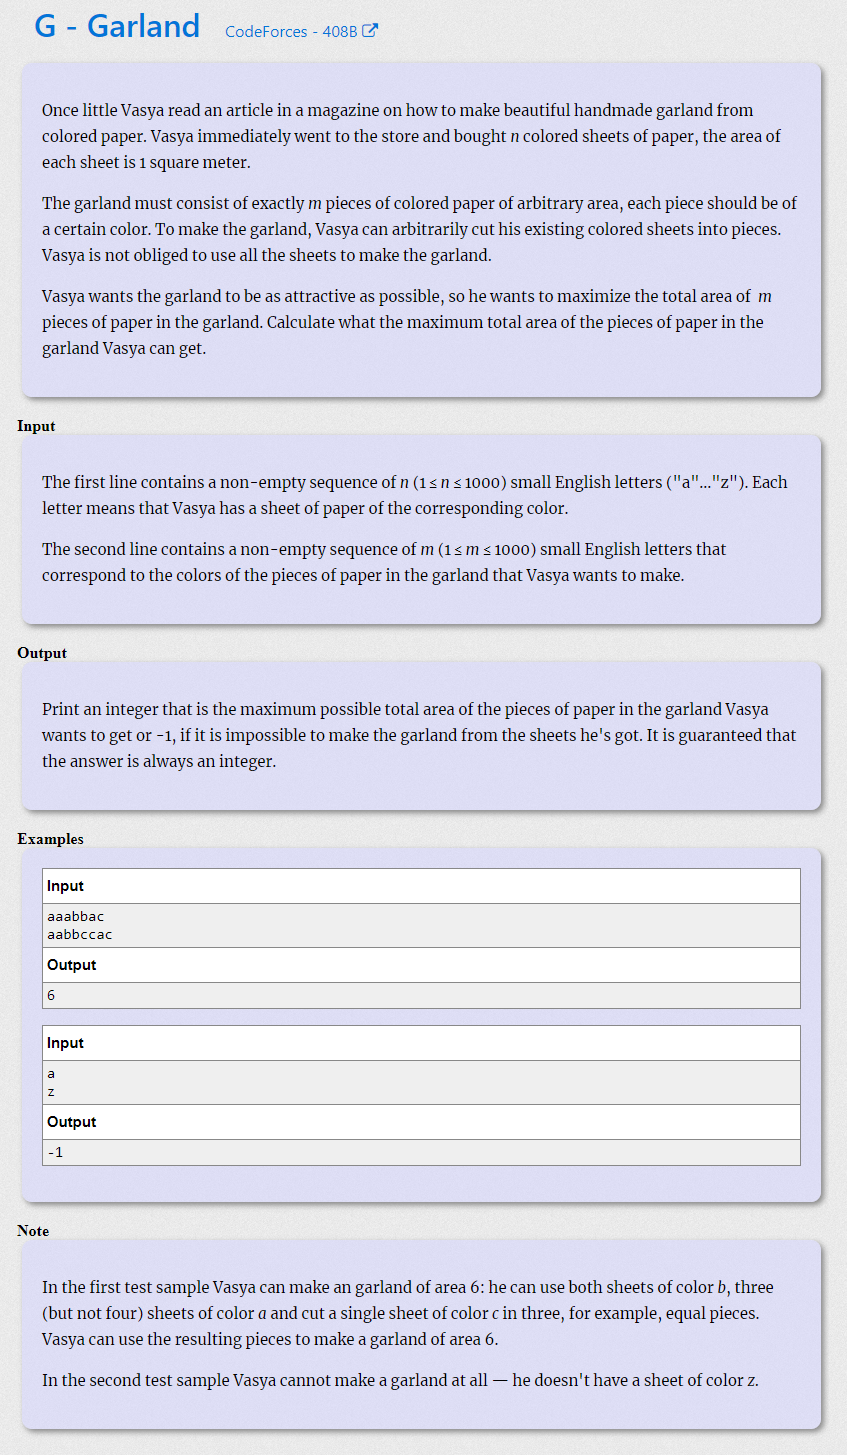 G - Garland CodeForces - 408B
Once little Vasya read an article in a magazine on how to make beautiful handmade garland from
colored paper. Vasya immediately went to the store and bought n colored sheets of paper, the area of
each sheet is 1 square meter.
The garland must consist of exactly m pieces of colored paper of arbitrary area, each piece should be of
a certain color. To make the garland, Vasya can arbitrarily cut his existing colored sheets into pieces.
Vasya is not obliged to use all the sheets to make the garland.
Vasya wants the garland to be as attractive as possible, so he wants to maximize the total area of m
pieces of paper in the garland. Calculate what the maximum total area of the pieces of paper in the
garland Vasya can get.
Input
The first line contains a non-empty sequence of n (1 ≤ n ≤ 1000) small English letters ("a"..."z"). Each
letter means that Vasya has a sheet of paper of the corresponding color.
The second line contains a non-empty sequence of m (1 ≤ m ≤ 1000) small English letters that
correspond to the colors of the pieces of paper in the garland that Vasya wants to make.
Output
Print an integer that is the maximum possible total area of the pieces of paper in the garland Vasya
wants to get or -1, if it is impossible to make the garland from the sheets he's got. It is guaranteed that
the answer is always an integer.
Examples
Input
aaabbac
aabbccac
Output
6
Input
a
z
Output
-1
Note
In the first test sample Vasya can make an garland of area 6: he can use both sheets of color b, three
(but not four) sheets of color a and cut a single sheet of color c in three, for example, equal pieces.
Vasya can use the resulting pieces to make a garland of area 6.
In the second test sample Vasya cannot make a garland at all — he doesn't have a sheet of color z.